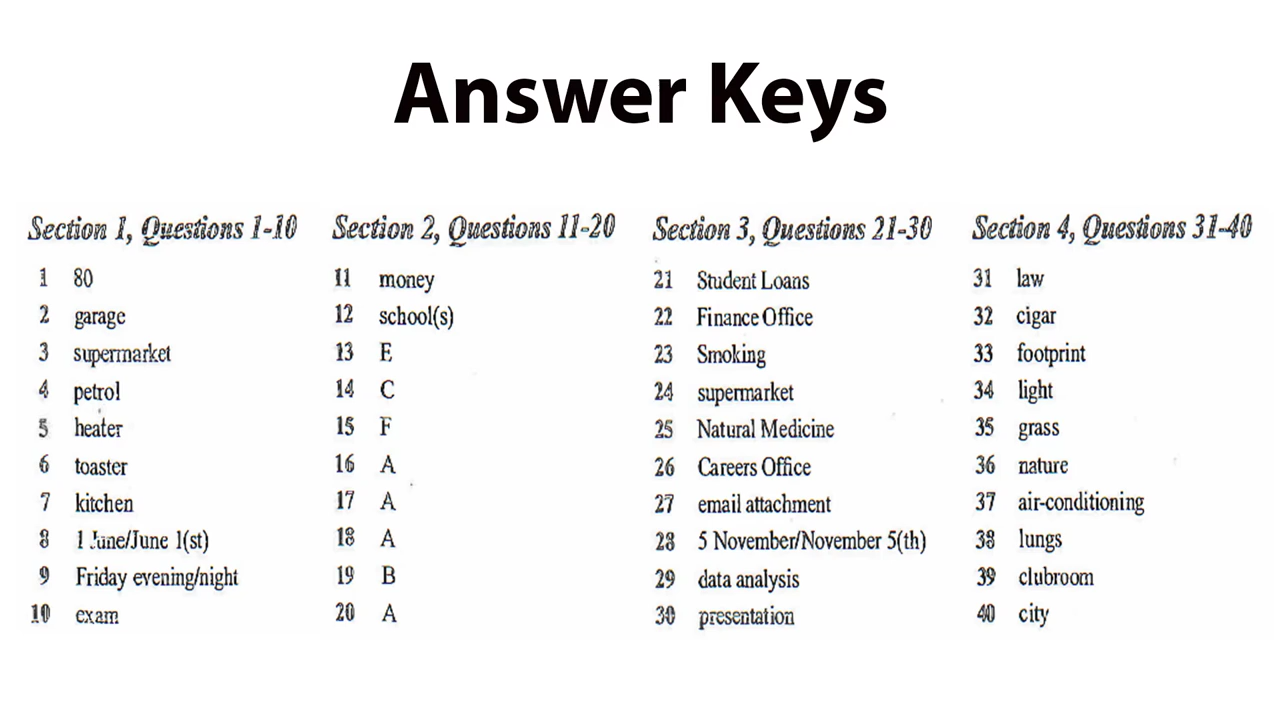 Answer Keys
Section 1, Questions 1-10
1 80
2 garage
3 supermarket
4 petrol
5 heater
6 toaster
7 kitchen
8 1 June/June 1(st)
9 Friday evening/night
10 exam
Section 2, Questions 11-20
11 money
12 school(s)
13 E
14 C
15 F
16 A
17 A
18 A
19 B
20 A
Section 3, Questions 21-30
21 Student Loans
22 Finance Office
23 Smoking
24 supermarket
25 Natural Medicine
26 Careers Office
27 email attachment
28 5 November/November 5(th)
29 data analysis
30 presentation
Section 4, Questions 31-40
31 law
32 cigar
33 footprint
34 light
35 grass
36 nature
37 air-conditioning
38 lungs
39 clubroom
40 city